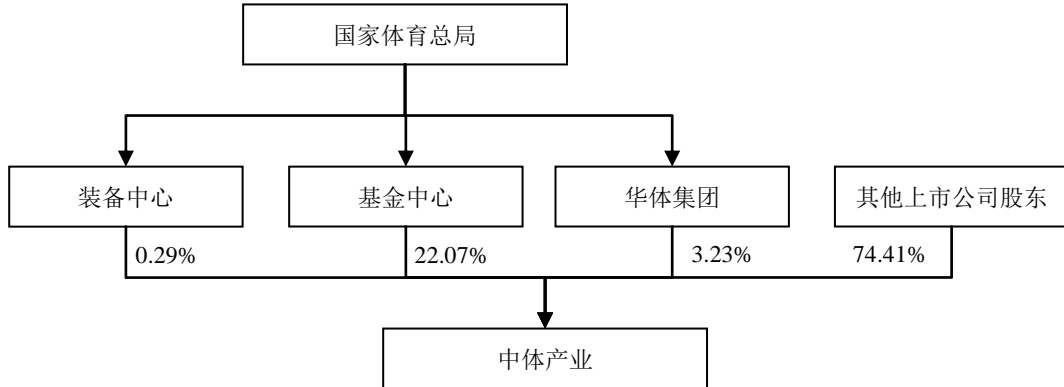 国家体育总局
装备中心
基金中心
华体集团
其他上市公司股东
0.29%
22.07%
3.23%
74.41%
中体产业